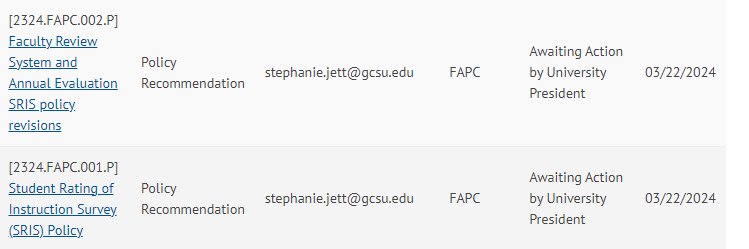 [2324.FAPC.002.P]
Faculty Review
System and
Annual Evaluation
SRIS policy
revisions
Policy
Recommendation
stephanie.jett@gcsu.edu
FAPC
Awaiting Action
by University
President
03/22/2024
[2324.FAPC.001.P]
Student Rating of
Instruction Survey
(SRIS) Policy
Policy
Recommendation
stephanie.jett@gcsu.edu
FAPC
Awaiting Action
by University
President
03/22/2024